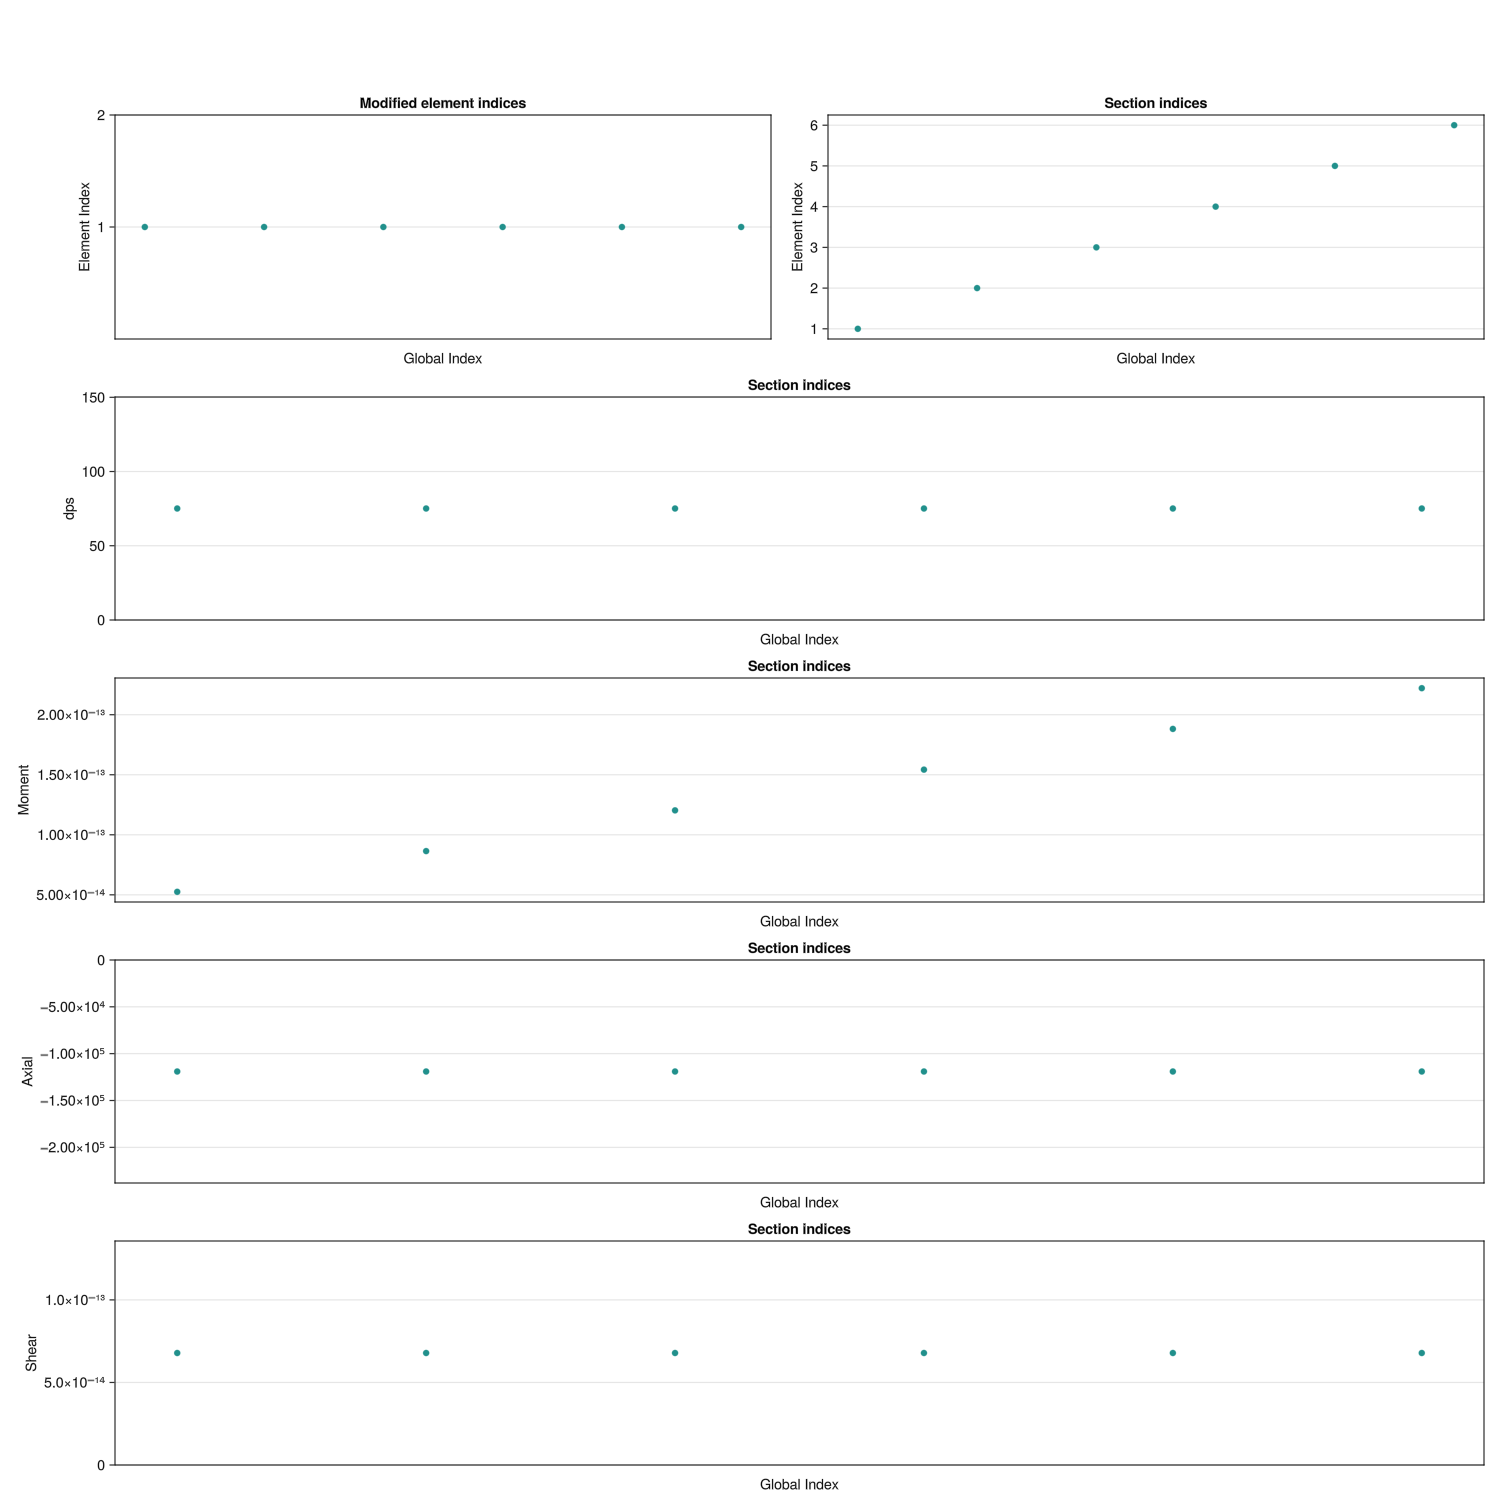 Modified element indices
2
1
Element Index
Global Index
Section indices
6
5
4
3
2
1
Element Index
Global Index
Section indices
150
100
50
0
dps
Global Index
Section indices
2.00×10⁻¹³
1.50×10⁻¹³
1.00×10⁻¹³
5.00×10⁻¹⁴
Moment
Global Index
Section indices
0
−5.00×10⁴
−1.00×10⁵
−1.50×10⁵
−2.00×10⁵
Axial
Global Index
Section indices
1.0×10⁻¹³
5.0×10⁻¹⁴
0
Shear
Global Index